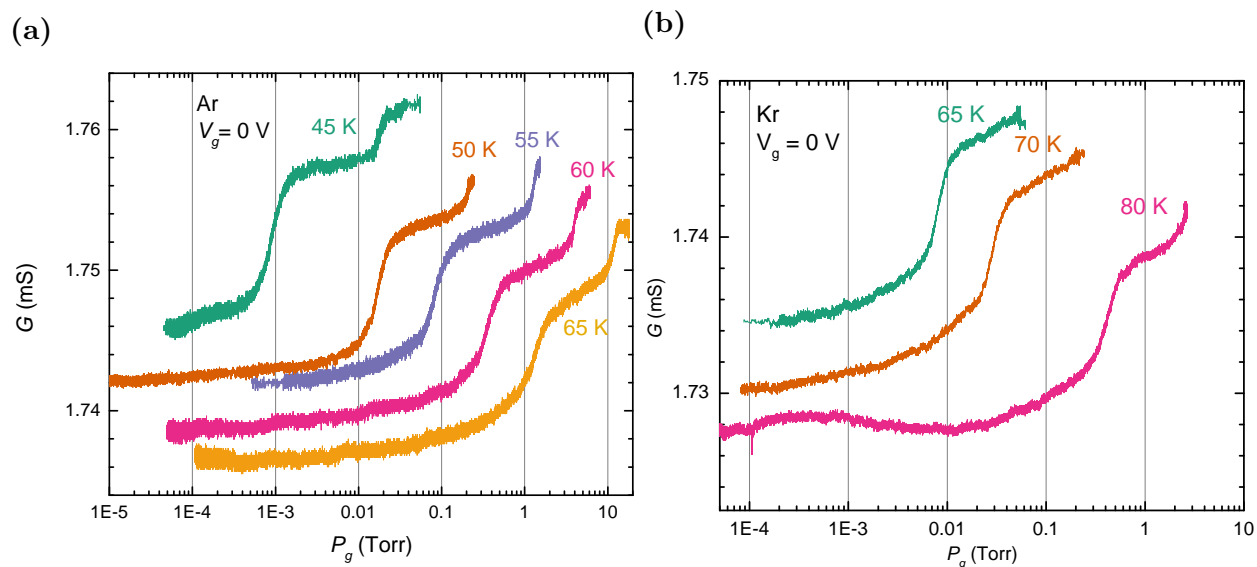 (a)
Ar
V_g = 0 V
45 K
50 K
55 K
60 K
65 K
1.76
1.75
1.74
G (mS)
1E-5
1E-4
1E-3
0.01
0.1
1
10
P_g (Torr)
(b)
Kr
V_g = 0 V
65 K
70 K
80 K
1.75
1.74
1.73
G (mS)
1E-4
1E-3
0.01
0.1
1
10
P_g (Torr)